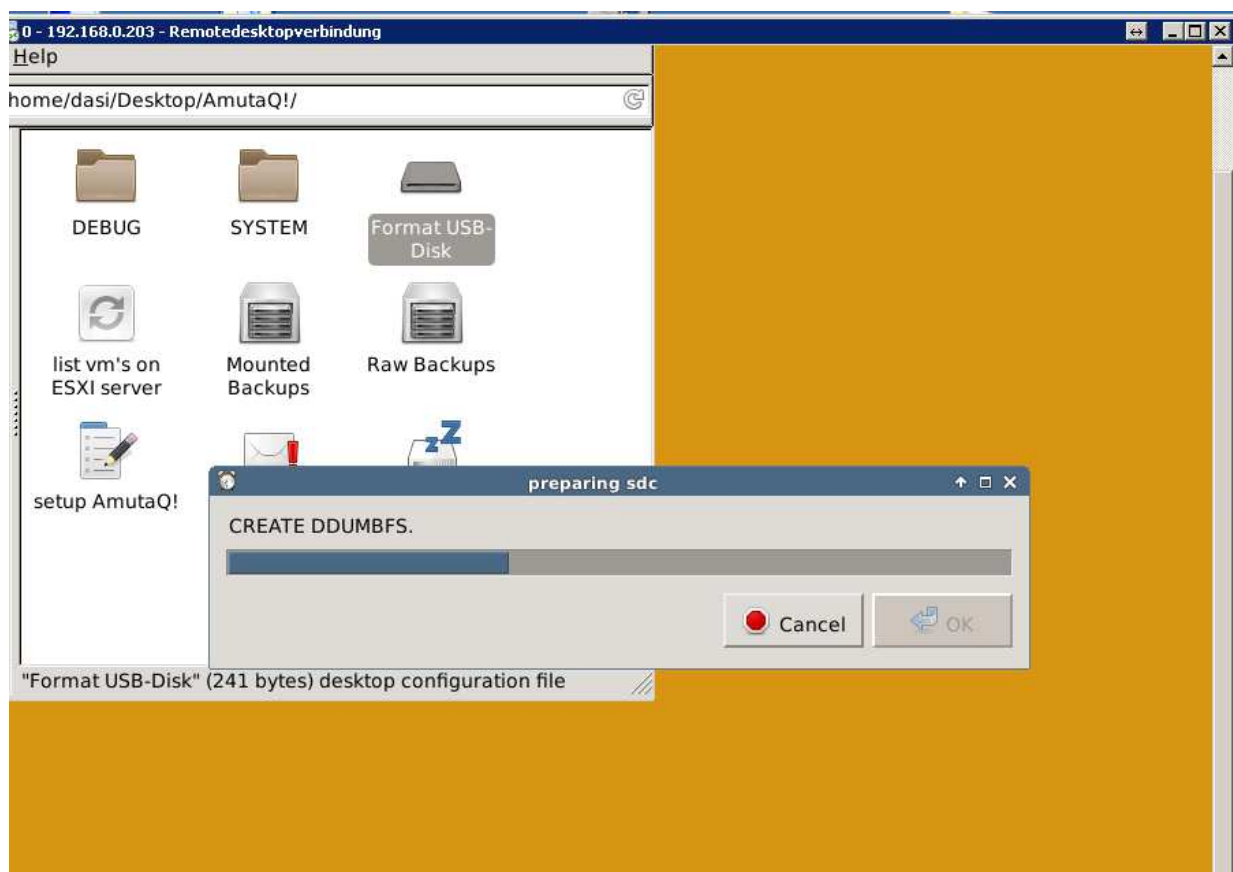 0 - 192.168.0.203 - Remotedesktopverbindung
Help
home/dasi/Desktop/AmutaQ!/
DEBUG
SYSTEM
Format USB-
Disk
list vm's on
ESXI server
Mounted
Backups
Raw Backups
setup AmutaQ!
zZ
preparing sdc
CREATE DDUMBFS.
Cancel
OK
"Format USB-Disk" (241 bytes) desktop configuration file